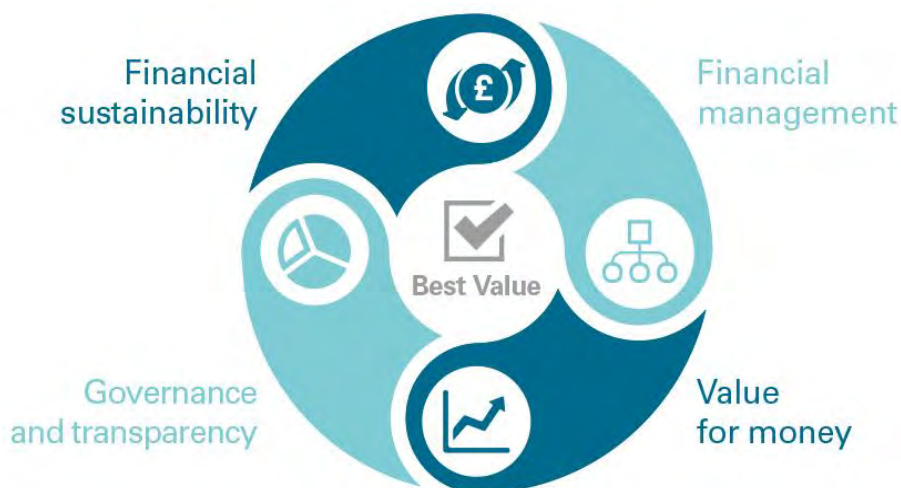 Financial
sustainability
Financial
management
£
Best Value
Governance
and transparency
Value
for money